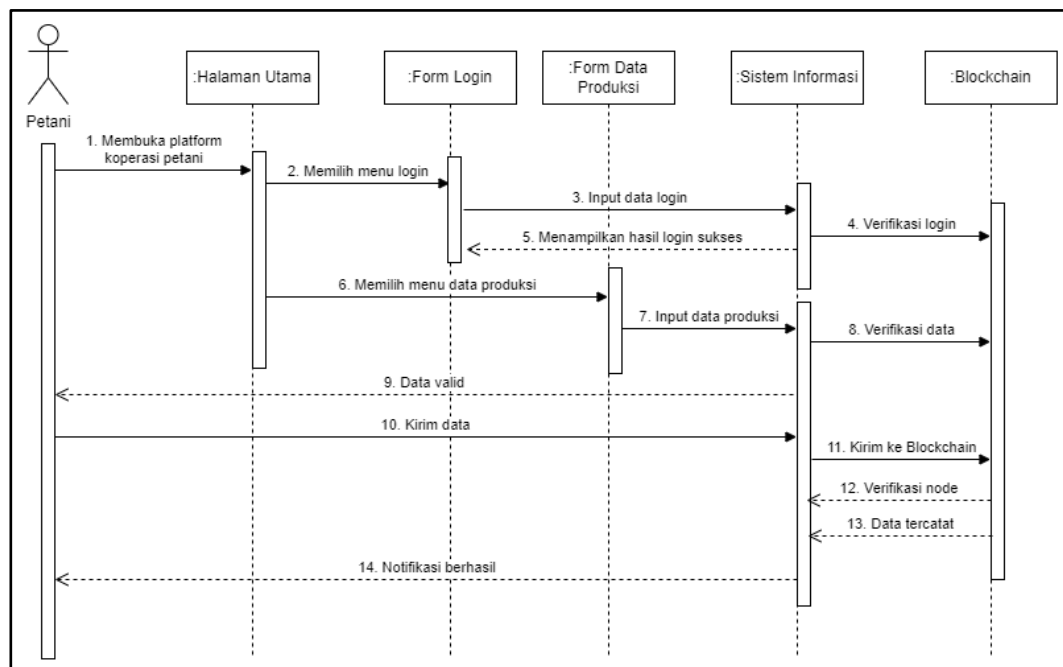 :Halaman Utama
:Form Login
:Form Data
Produksi
:Sistem Informasi
:Blockchain
Petani
1. Membuka platform
koperasi petani
2. Memilih menu login
3. Input data login
4. Verifikasi login
5. Menampilkan hasil login sukses
6. Memilih menu data produksi
7. Input data produksi
8. Verifikasi data
9. Data valid
10. Kirim data
11. Kirim ke Blockchain
12. Verifikasi node
13. Data tercatat
14. Notifikasi berhasil